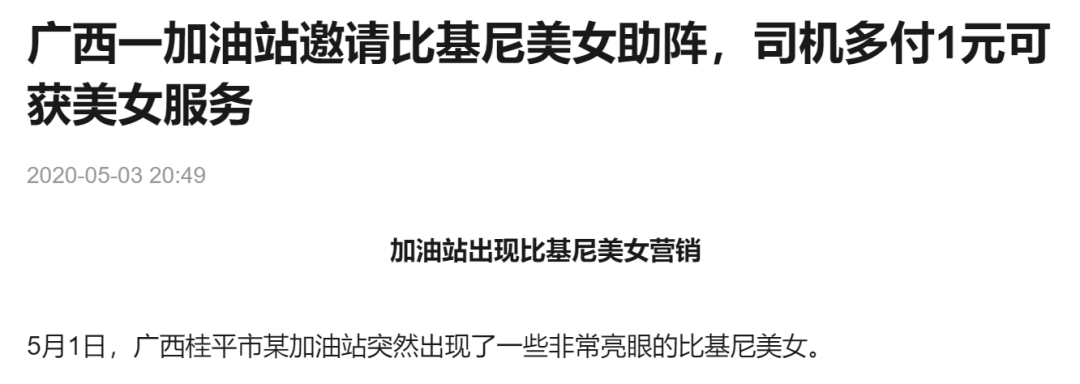 广西一加油站邀请比基尼美女助阵，司机多付1元可
获美女服务
2020-05-03 20:49
加油站出现比基尼美女营销
5月1日，广西桂平市某加油站突然出现了一些非常亮眼的比基尼美女。